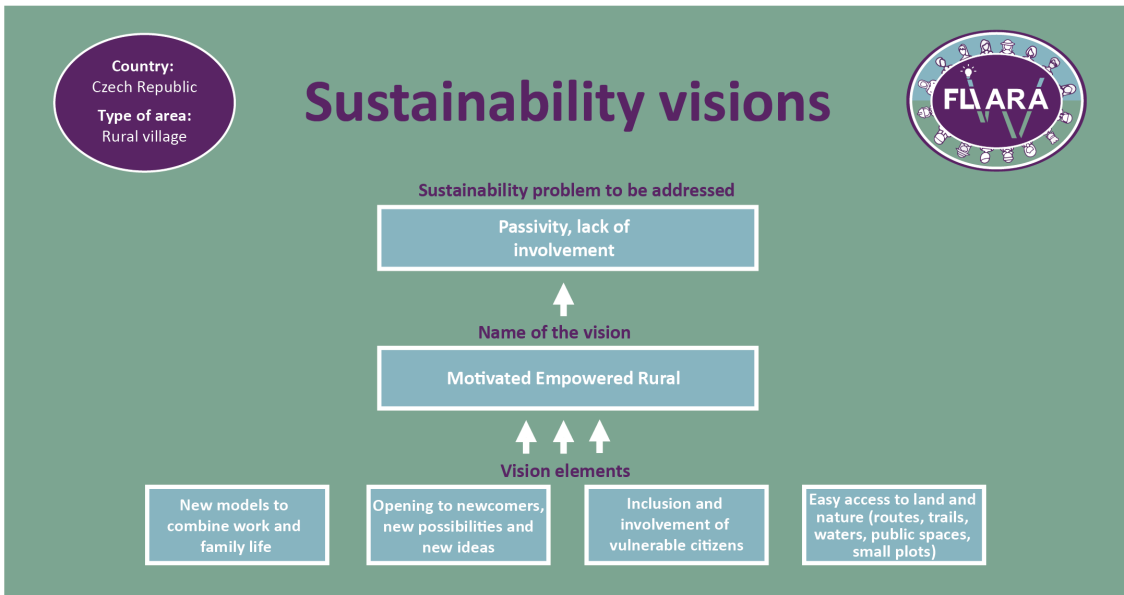 Country:
Czech Republic
Type of area:
Rural village
Sustainability visions
FLIARA
Sustainability problem to be addressed
Passivity, lack of
involvement
Name of the vision
Motivated Empowered Rural
Vision elements
New models to
combine work and
family life
Opening to newcomers,
new possibilities and
new ideas
Inclusion and
involvement of
vulnerable citizens
Easy access to land and
nature (routes, trails,
waters, public spaces,
small plots)